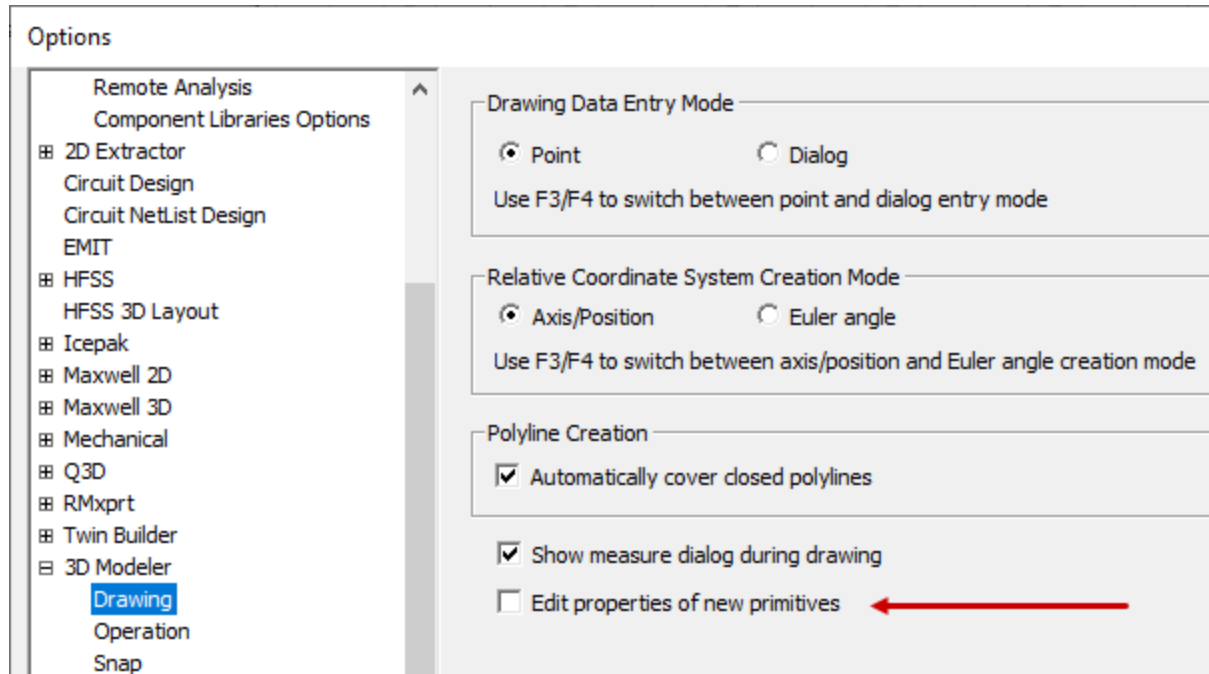 Options
Remote Analysis
Component Libraries Options
2D Extractor
Circuit Design
Circuit NetList Design
EMIT
HFSS
HFSS 3D Layout
Icepak
Maxwell 2D
Maxwell 3D
Mechanical
Q3D
RMxprt
Twin Builder
3D Modeler
Drawing
Operation
Snap
Drawing Data Entry Mode
Point Dialog
Use F3/F4 to switch between point and dialog entry mode
Relative Coordinate System Creation Mode
Axis/Position Euler angle
Use F3/F4 to switch between axis/position and Euler angle creation mode
Polyline Creation
Automatically cover closed polylines
Show measure dialog during drawing
Edit properties of new primitives